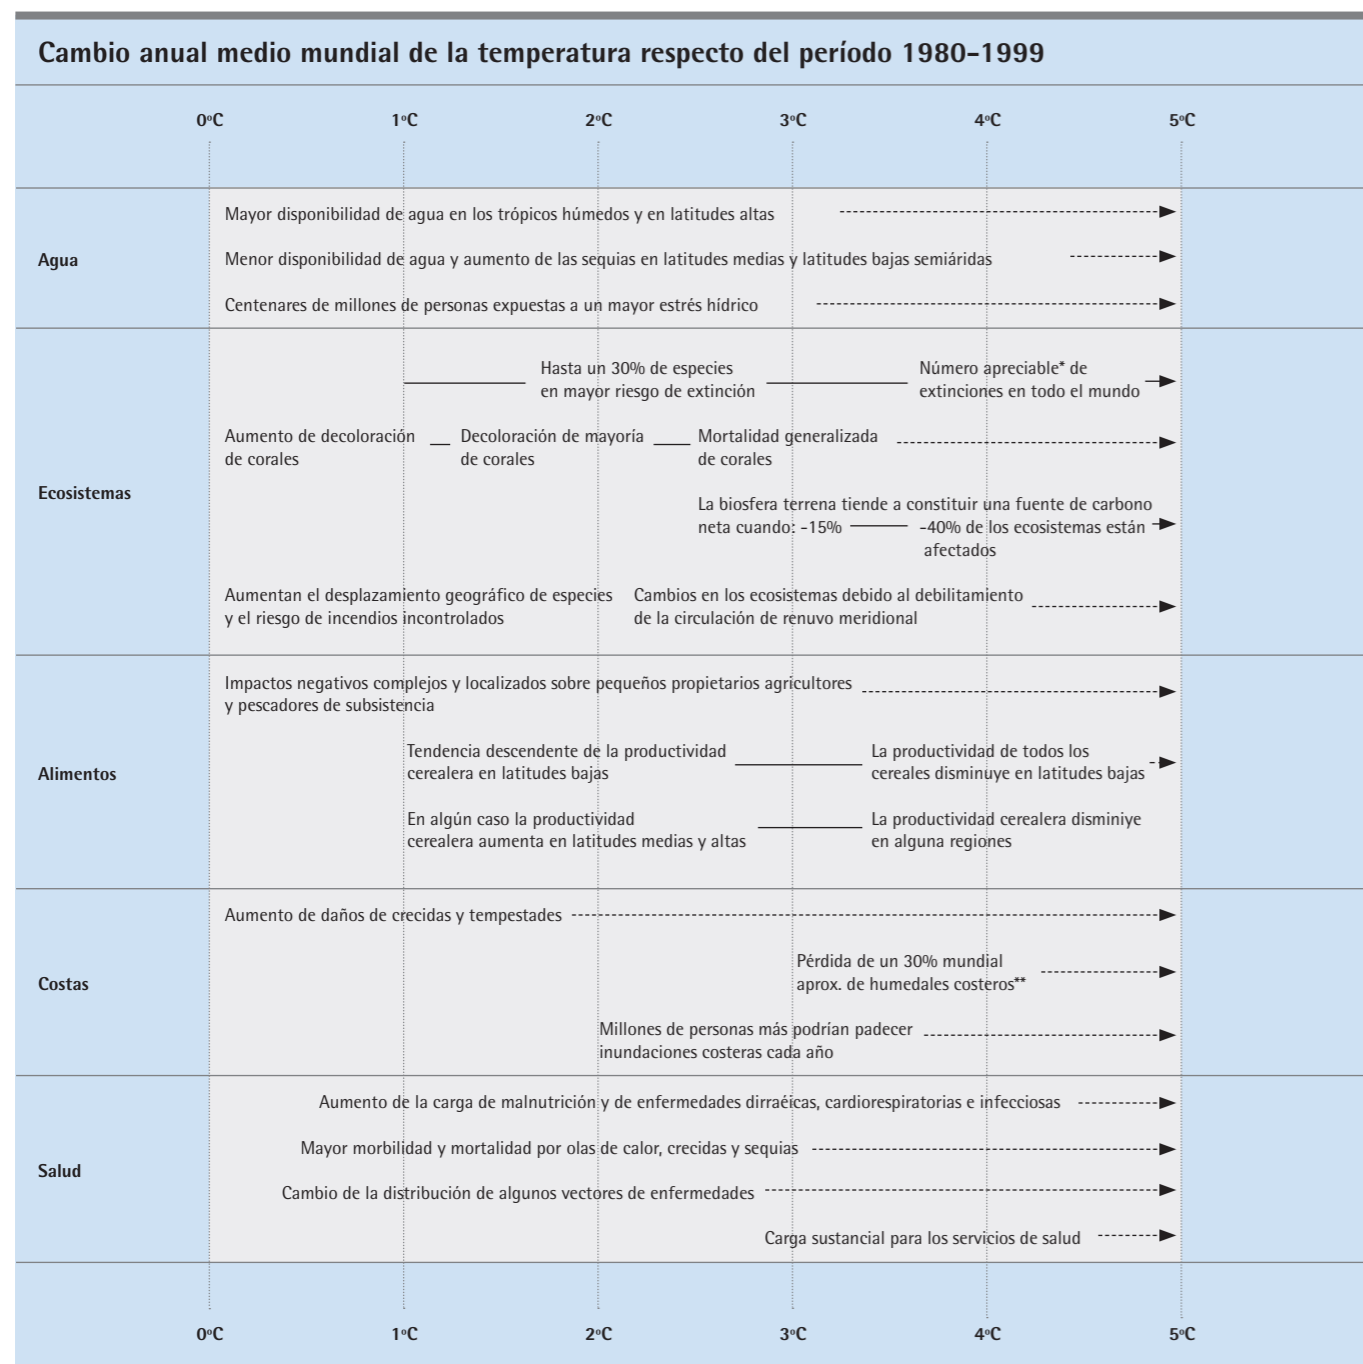 Cambio anual medio mundial de la temperatura respecto del período 1980-1999
0ºC 1ºC 2ºC 3ºC 4ºC 5ºC
Agua
Mayor disponibilidad de agua en los trópicos húmedos y en latitudes altas
Menor disponibilidad de agua y aumento de las sequias en latitudes medias y latitudes bajas semiáridas
Centenares de millones de personas expuestas a un mayor estrés hídrico
Ecosistemas
Hasta un 30% de especies
en mayor riesgo de extinción
Número apreciable* de
extinciones en todo el mundo
Aumento de decoloración
de corales
Decoloración de mayoría
de corales
Mortalidad generalizada
de corales
La biosfera terrena tiende a constituir una fuente de carbono
neta cuando: -15% -40% de los ecosistemas están
afectados
Aumentan el desplazamiento geográfico de especies
y el riesgo de incendios incontrolados
Cambios en los ecosistemas debido al debilitamiento
de la circulación de renuvo meridional
Alimentos
Impactos negativos complejos y localizados sobre pequeños propietarios agricultores
y pescadores de subsistencia
Tendencia descendente de la productividad
cerealera en latitudes bajas
La productividad de todos los
cereales disminuye en latitudes bajas
En algún caso la productividad
cerealera aumenta en latitudes medias y altas
La productividad cerealera disminiye
en alguna regiones
Costas
Aumento de daños de crecidas y tempestades
Pérdida de un 30% mundial
aprox. de humedales costeros**
Millones de personas más podrían padecer
inundaciones costeras cada año
Salud
Aumento de la carga de malnutrición y de enfermedades dirraéicas, cardiorespiratorias e infecciosas
Mayor morbilidad y mortalidad por olas de calor, crecidas y sequias
Cambio de la distribución de algunos vectores de enfermedades
Carga sustancial para los servicios de salud
0ºC 1ºC 2ºC 3ºC 4ºC 5ºC